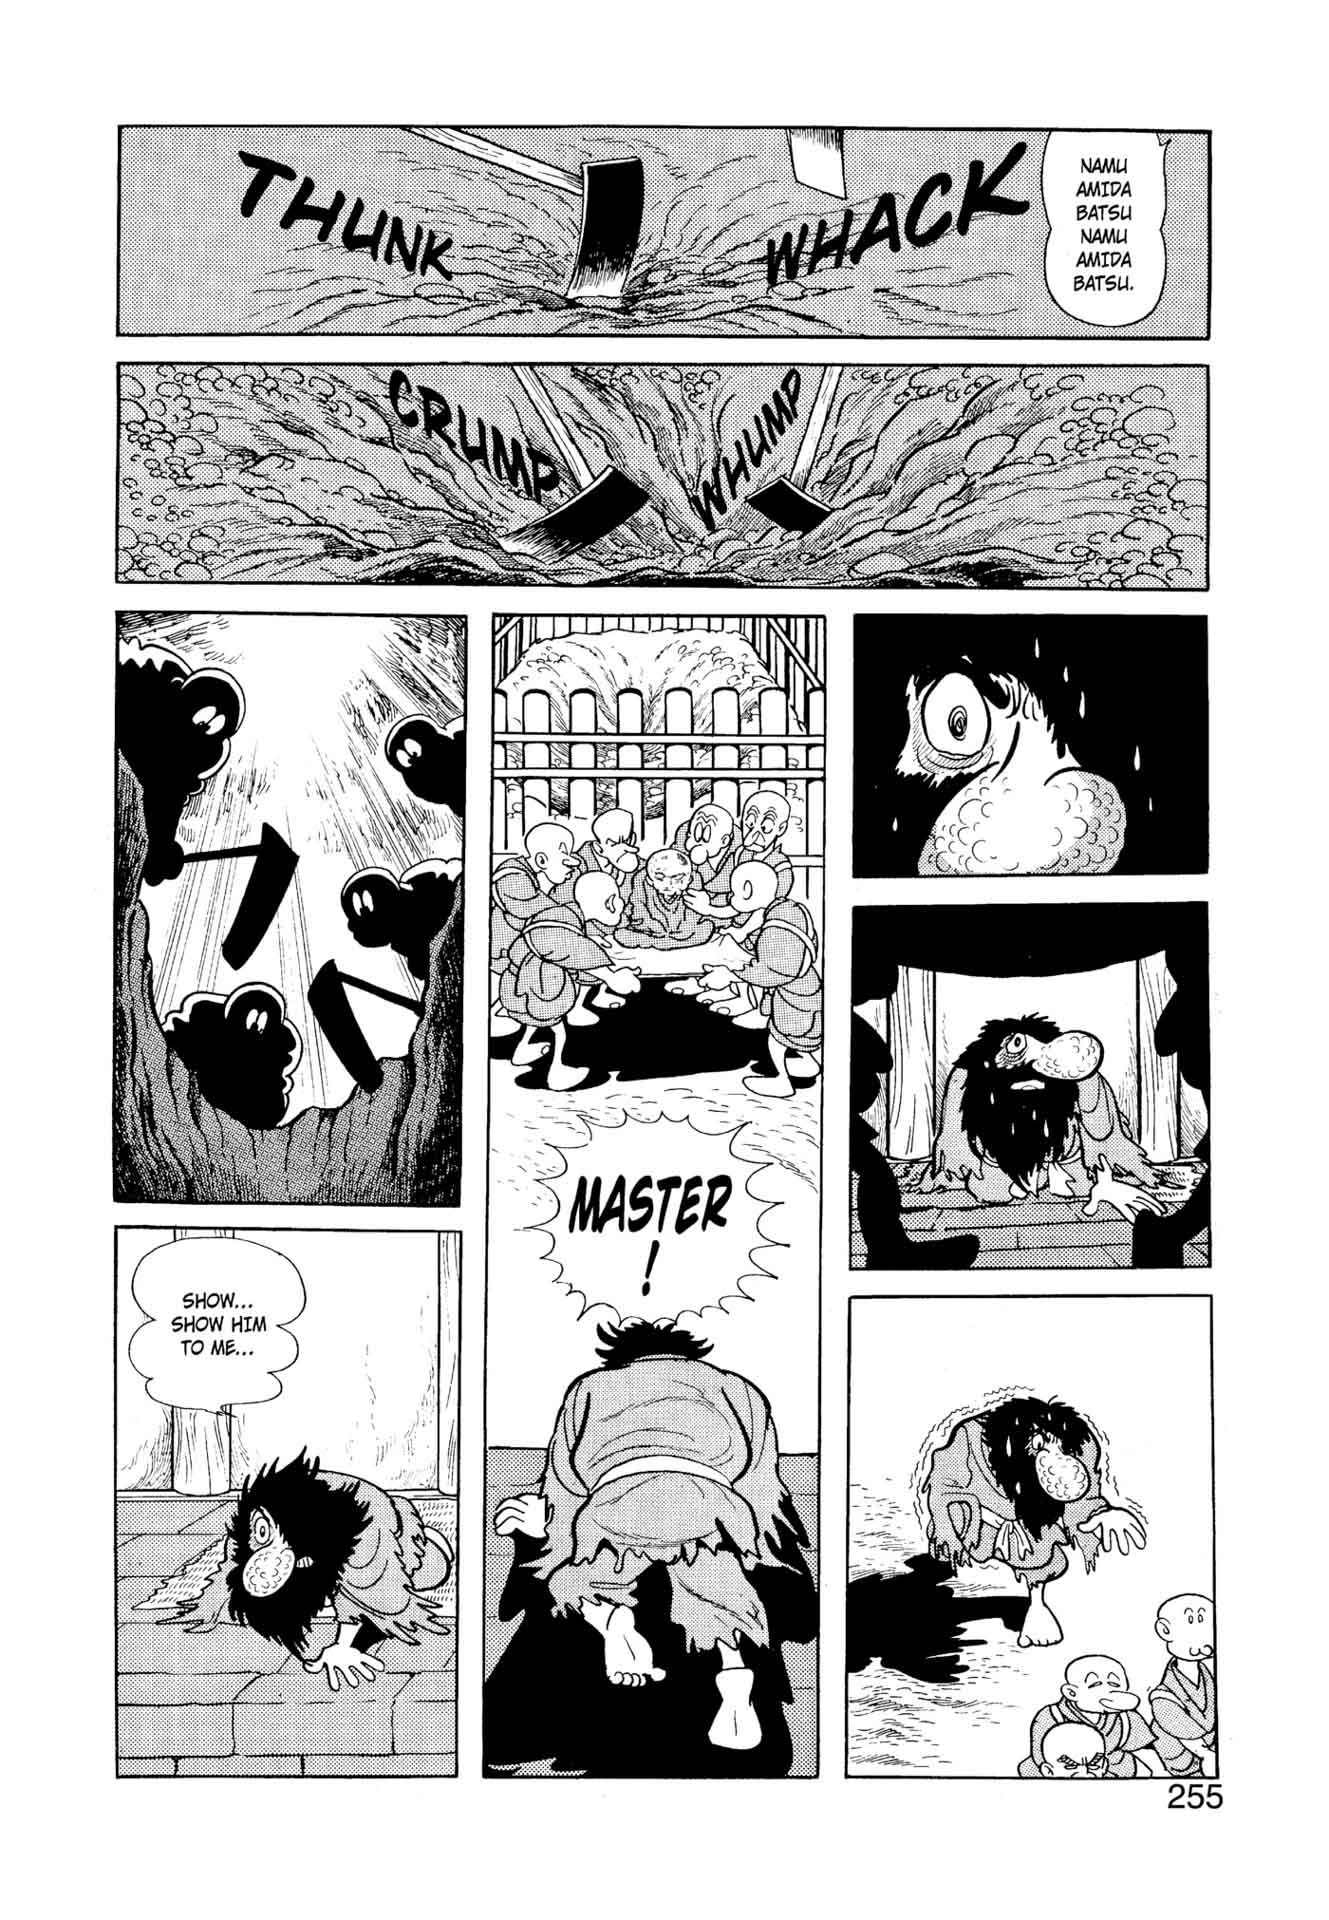 THUNK
WHACK
NAMU
AMIDA
BATSU
NAMU
AMIDA
BATSU.
CRUMP
WHUMP
MASTER
!
SHOW...
SHOW HIM
TO ME...
255